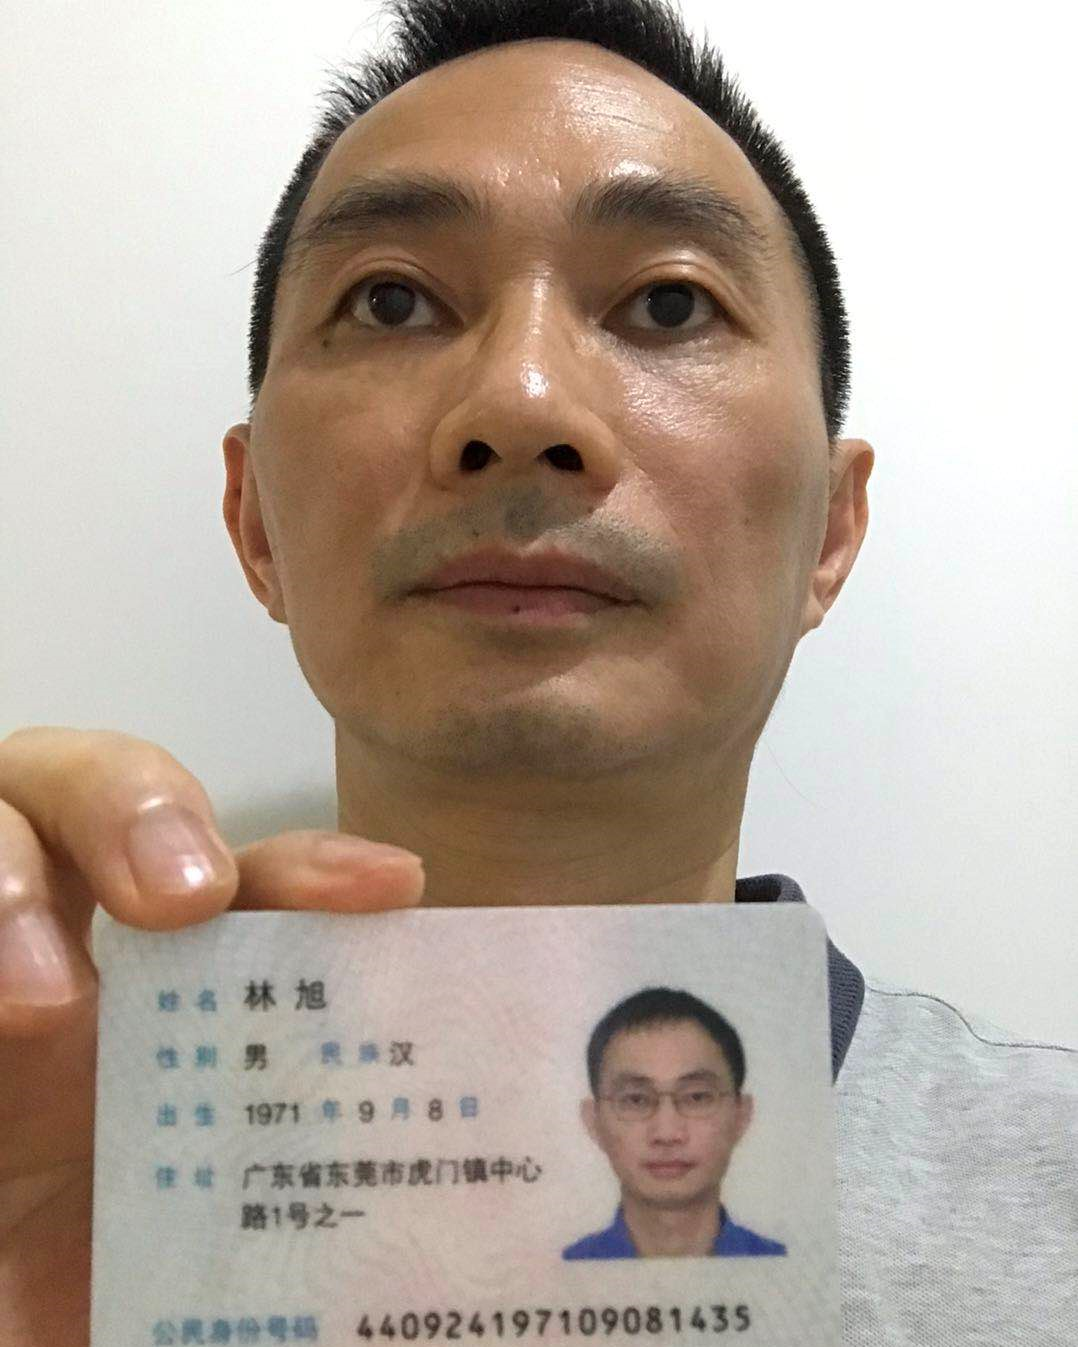 姓名 林旭
性别 男 民族 汉
出生 1971 年 9 月 8 日
住址 广东省东莞市虎门镇中心
路1号之一
公民身份号码 440924197109081435